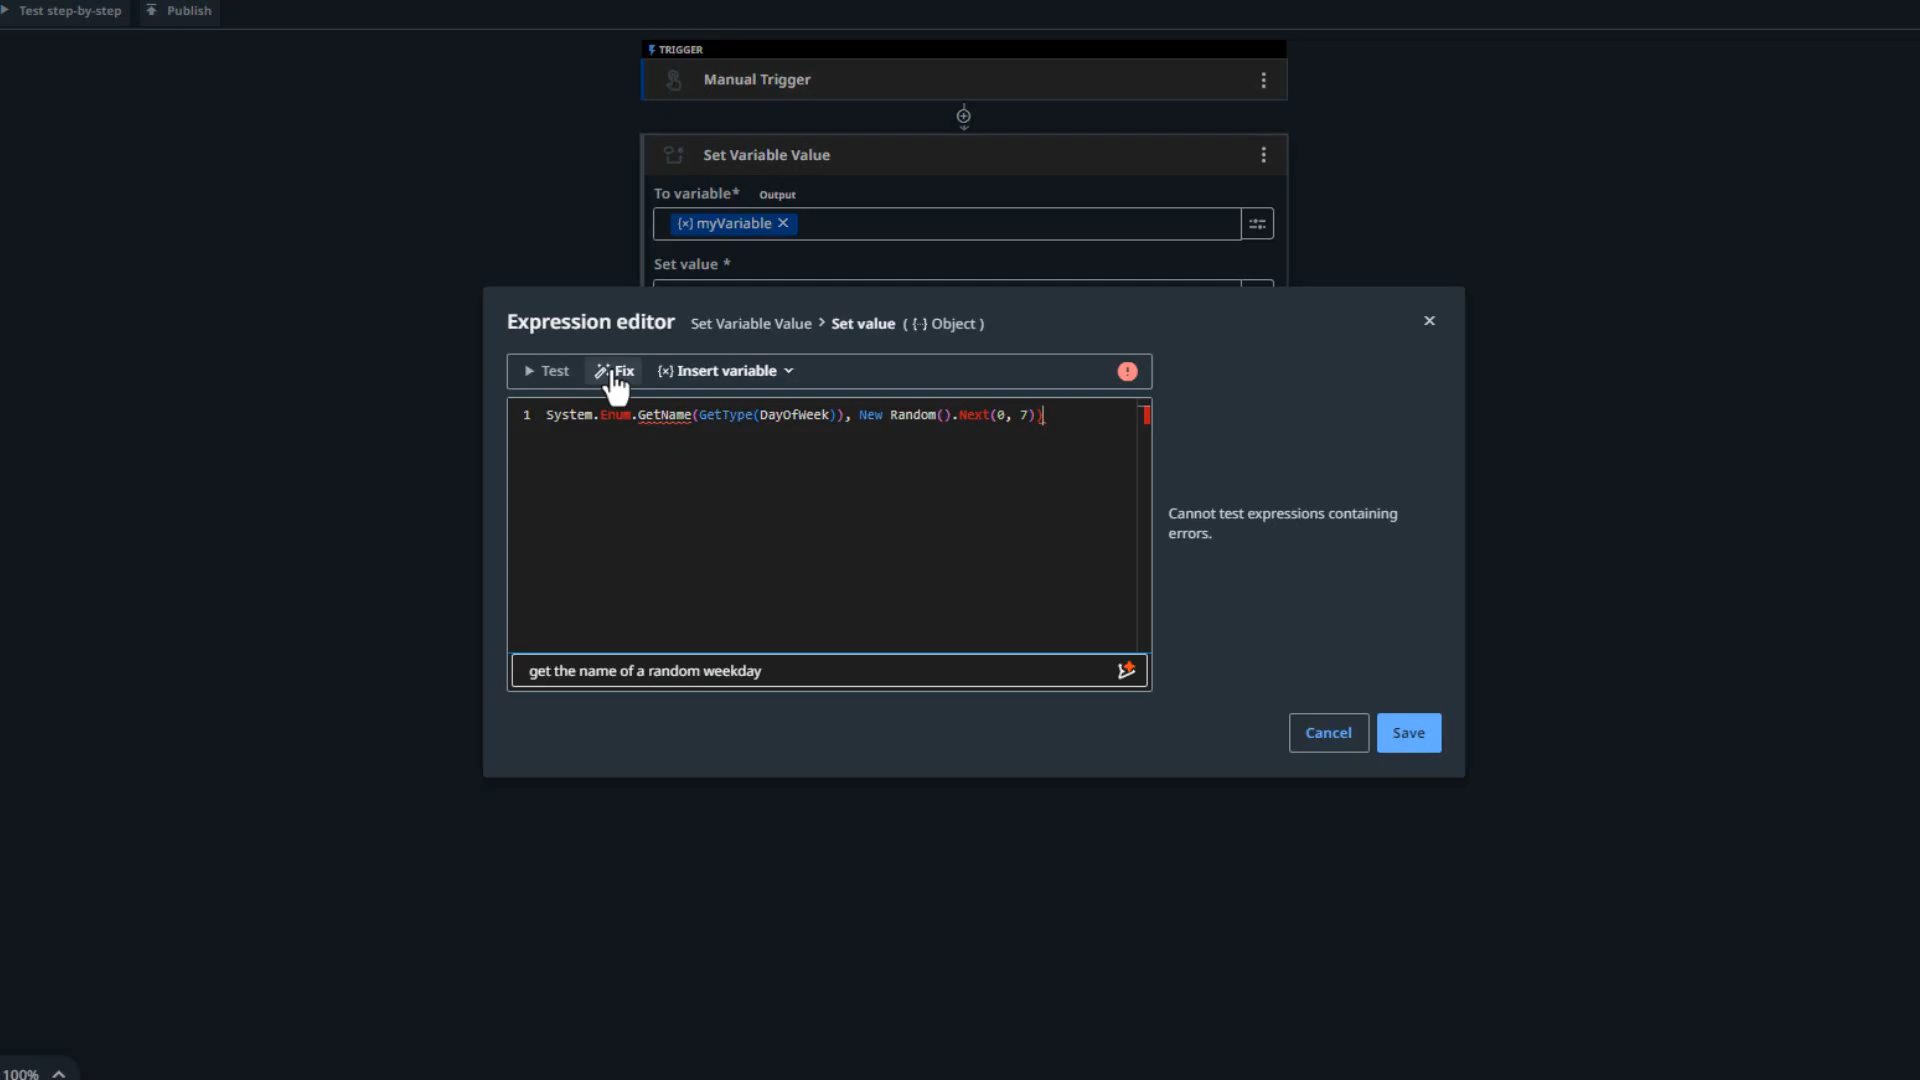 Test step-by-step
Publish
TRIGGER
Manual Trigger
Set Variable Value
To variable* Output
{x} myVariable
Set value *
Expression editor Set Variable Value > Set value ( {··} Object )
Test Fix {x} Insert variable
1 System.Enum.GetName(GetType(DayOfWeek)), New Random().Next(0, 7))
Cannot test expressions containing
errors.
get the name of a random weekday
Cancel Save
100%